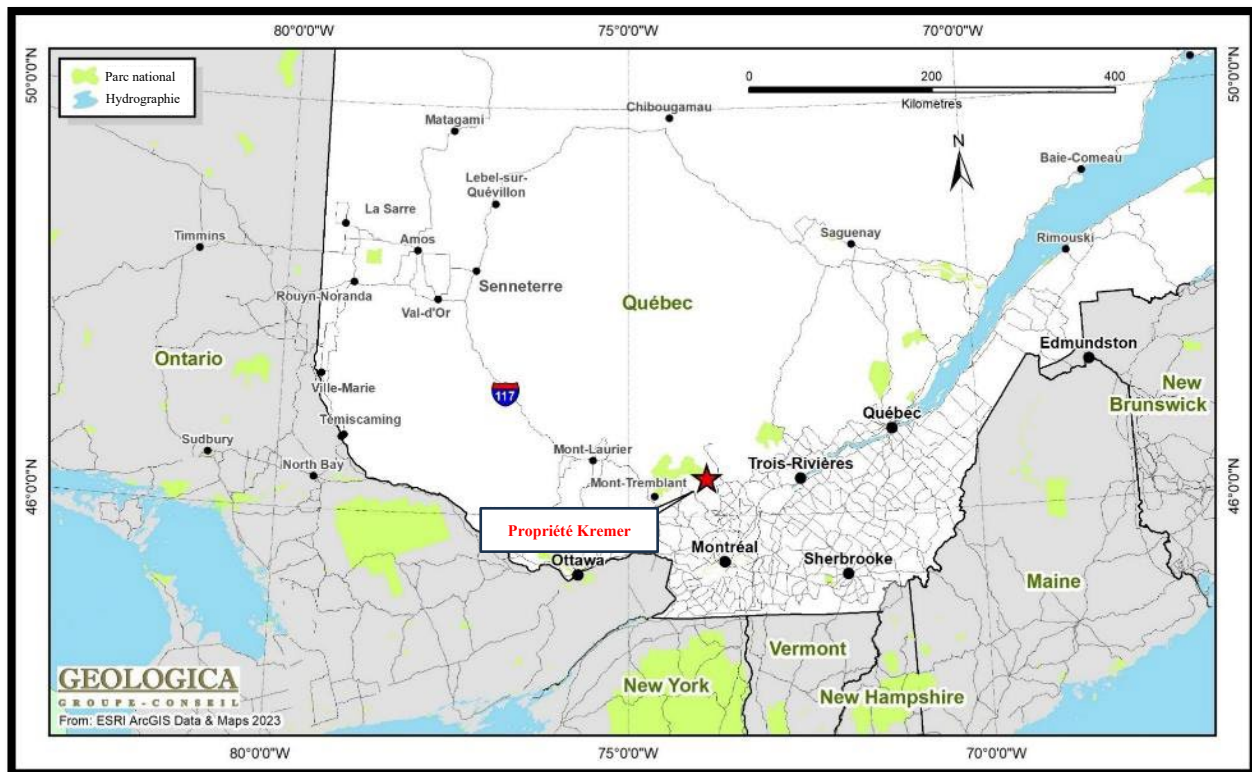 80°0'0"W
75°0'0"W
70°0'0"W
50°0'0"N
50°0'0"N
Parc national
Hydrographie
0
200
400
Kilometres
N
Chibougamau
Matagami
Baie-Comeau
Lebel-sur-
Quévillon
La Sarre
Timmins
Amos
Saguenay
Rimouski
Senneterre
Rouyn-Noranda
Val-d'Or
Québec
Ontario
Edmundston
Ville-Marie
117
New
Brunswick
Témiscaming
Québec
Sudbury
Mont-Laurier
North Bay
Trois-Rivières
Mont-Tremblant
46°0'0"N
46°0'0"N
Propriété Kremer
Ottawa
Montréal
Sherbrooke
Maine
Vermont
New York
New Hampshire
GEOLOGICA
GROUPE-CONSEIL
From: ESRI ArcGIS Data & Maps 2023
80°0'0"W
75°0'0"W
70°0'0"W